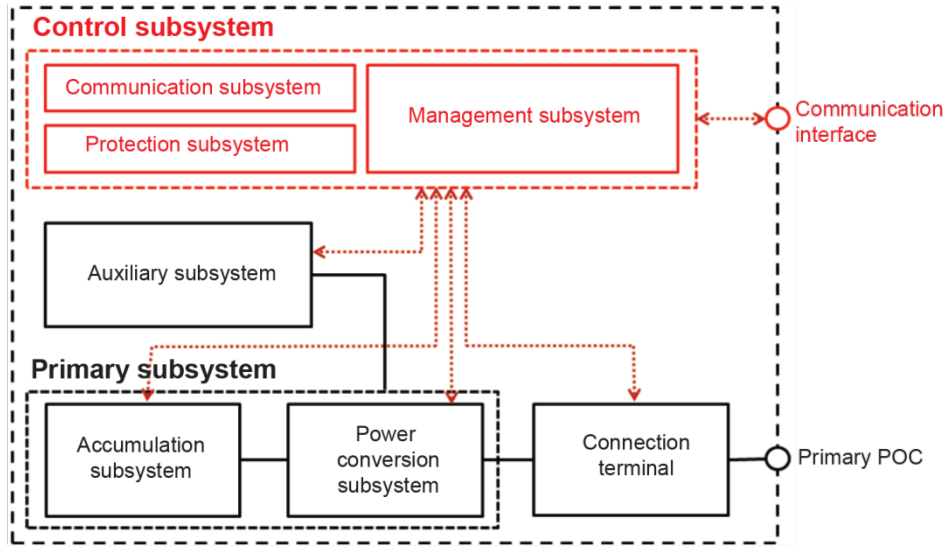 Control subsystem
Communication subsystem
Protection subsystem
Management subsystem
Communication
interface
Auxiliary subsystem
Primary subsystem
Accumulation
subsystem
Power
conversion
subsystem
Connection
terminal
Primary POC